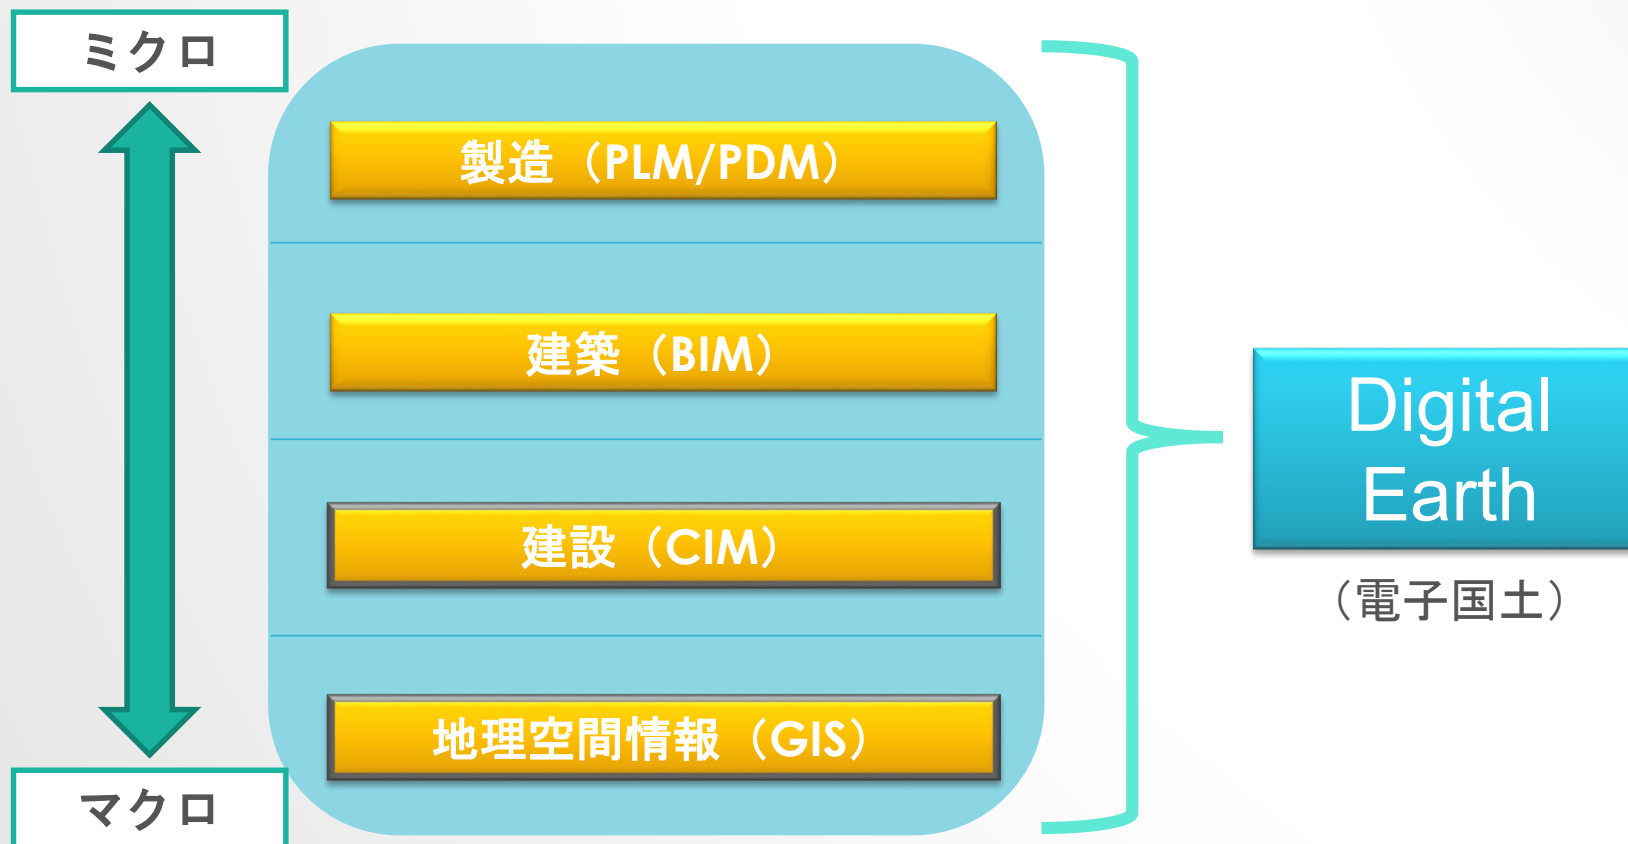 ミクロ
製造（PLM/PDM）
建築（BIM）
建設（CIM）
地理空間情報（GIS）
マクロ
Digital
Earth
（電子国土）